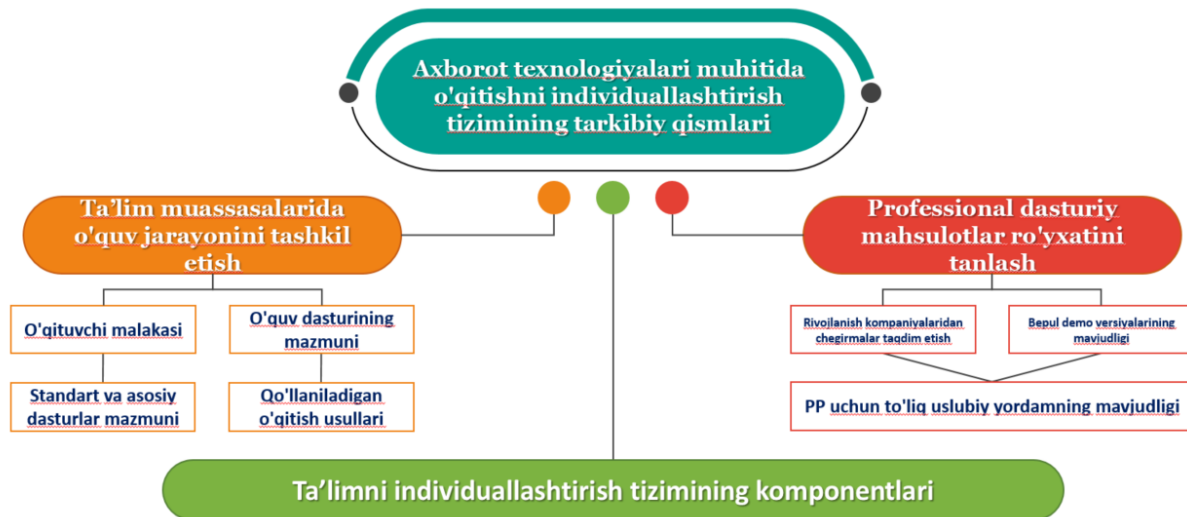 Axborot texnologiyalari muhitida
o'qitishni individuallashtirish
tizimining tarkibiy qismlari
Ta’lim muassasalarida
o'quv jarayonini tashkil
etish
Professional dasturiy
mahsulotlar ro'yxatini
tanlash
O'qituvchi malakasi
O'quv dasturining
mazmuni
Rivojlanish kompaniyalaridan
chegirmalar taqdim etish
Bepul demo versiyalarining
mavjudligi
Standart va asosiy
dasturlar mazmuni
Qo'llaniladigan
o'qitish usullari
PP uchun to'liq uslubiy yordamning mavjudligi
Ta’limni individuallashtirish tizimining komponentlari